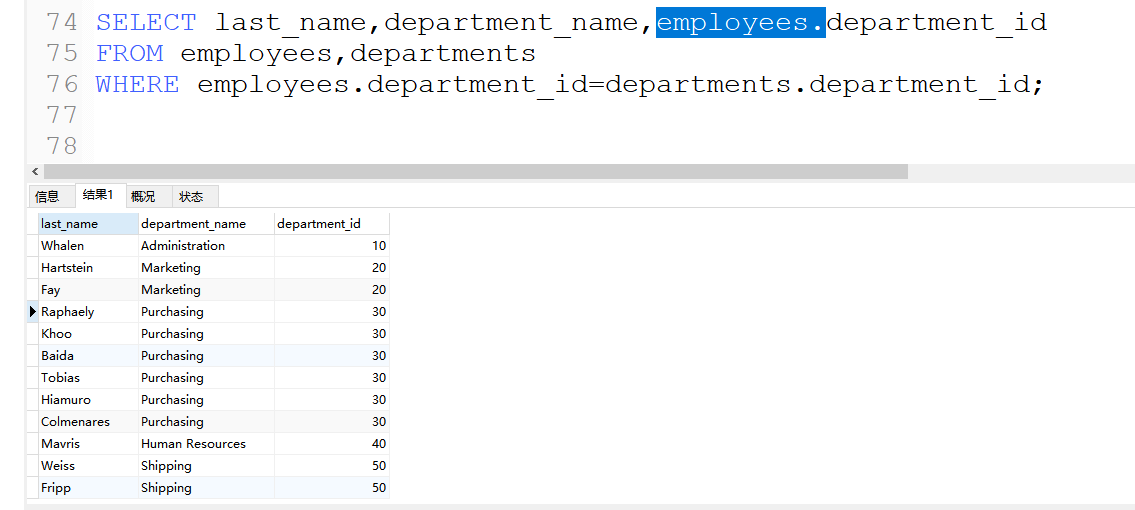 74 SELECT last_name,department_name,employees.department_id
75 FROM employees,departments
76 WHERE employees.department_id=departments.department_id;
77
78
信息 结果1 概况 状态
last_name department_name department_id
Whalen Administration 10
Hartstein Marketing 20
Fay Marketing 20
Raphaely Purchasing 30
Khoo Purchasing 30
Baida Purchasing 30
Tobias Purchasing 30
Hiamuro Purchasing 30
Colmenares Purchasing 30
Mavris Human Resources 40
Weiss Shipping 50
Fripp Shipping 50